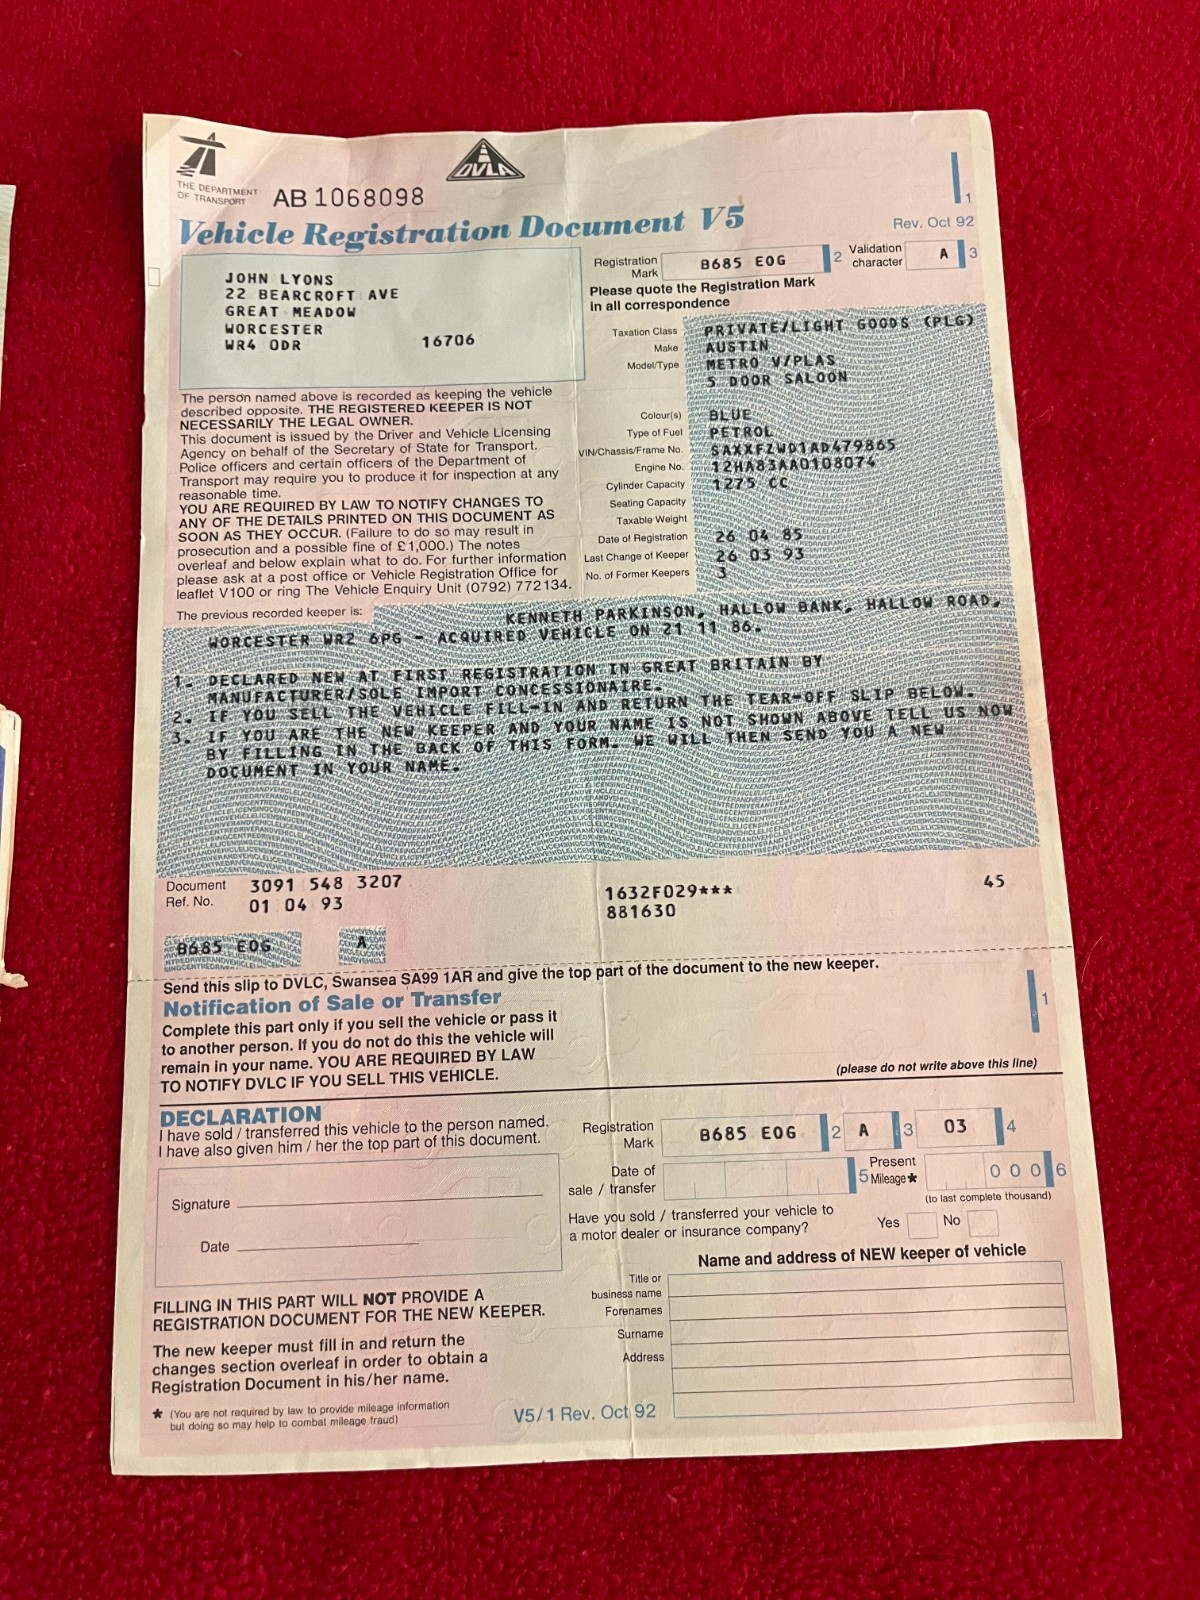 THE DEPARTMENT
OF TRANSPORT
AB 1068098
DVLA
1
Rev. Oct 92
Vehicle Registration Document V5
JOHN LYONS
22 BEARCROFT AVE
GREAT MEADOW
WORCESTER
WR4 0DR 16706
Registration
Mark
B685 EOG 2
Validation
character
A 3
Please quote the Registration Mark
in all correspondence
Taxation Class PRIVATE/LIGHT GOODS (PLG)
Make AUSTIN
Model/Type METRO V/PLAS
5 DOOR SALOON
Colour(s) BLUE
Type of Fuel PETROL
VIN/Chassis/Frame No. SAXXFZWD1AD479865
Engine No. 12HA83AA0108074
Cylinder Capacity 1275 CC
Seating Capacity
Taxable Weight
Date of Registration 26 04 85
Last Change of Keeper 26 03 93
No. of Former Keepers 3
The person named above is recorded as keeping the vehicle
described opposite. THE REGISTERED KEEPER IS NOT
NECESSARILY THE LEGAL OWNER.
This document is issued by the Driver and Vehicle Licensing
Agency on behalf of the Secretary of State for Transport.
Police officers and certain officers of the Department of
Transport may require you to produce it for inspection at any
reasonable time.
YOU ARE REQUIRED BY LAW TO NOTIFY CHANGES TO
ANY OF THE DETAILS PRINTED ON THIS DOCUMENT AS
SOON AS THEY OCCUR. (Failure to do so may result in
prosecution and a possible fine of £1,000.) The notes
overleaf and below explain what to do. For further information
please ask at a post office or Vehicle Registration Office for
leaflet V100 or ring The Vehicle Enquiry Unit (0792) 772134.
The previous recorded keeper is: KENNETH PARKINSON, HALLOW BANK, HALLOW ROAD,
WORCESTER WR2 6PG - ACQUIRED VEHICLE ON 21 11 86.
1. DECLARED NEW AT FIRST REGISTRATION IN GREAT BRITAIN BY
MANUFACTURER/SOLE IMPORT CONCESSIONAIRE.
2. IF YOU SELL THE VEHICLE FILL-IN AND RETURN THE TEAR-OFF SLIP BELOW.
3. IF YOU ARE THE NEW KEEPER AND YOUR NAME IS NOT SHOWN ABOVE TELL US NOW
BY FILLING IN THE BACK OF THIS FORM. WE WILL THEN SEND YOU A NEW
DOCUMENT IN YOUR NAME.
Document
Ref. No.
3091 548 3207
01 04 93
1632F029***
881630
45
B685 EOG A
Send this slip to DVLC, Swansea SA99 1AR and give the top part of the document to the new keeper.
Notification of Sale or Transfer
1
Complete this part only if you sell the vehicle or pass it
to another person. If you do not do this the vehicle will
remain in your name. YOU ARE REQUIRED BY LAW
TO NOTIFY DVLC IF YOU SELL THIS VEHICLE.
(please do not write above this line)
DECLARATION
I have sold / transferred this vehicle to the person named.
I have also given him / her the top part of this document.
Signature
Date
Registration
Mark
B685 EOG 2 A 3 03 4
Date of
sale / transfer
5
Present
Mileage*
0 0 0 6
(to last complete thousand)
Have you sold / transferred your vehicle to
a motor dealer or insurance company?
Yes No
Name and address of NEW keeper of vehicle
Title or
business name
Forenames
Surname
Address
FILLING IN THIS PART WILL NOT PROVIDE A
REGISTRATION DOCUMENT FOR THE NEW KEEPER.
The new keeper must fill in and return the
changes section overleaf in order to obtain a
Registration Document in his/her name.
* (You are not required by law to provide mileage information
but doing so may help to combat mileage fraud)
V5/1 Rev. Oct 92